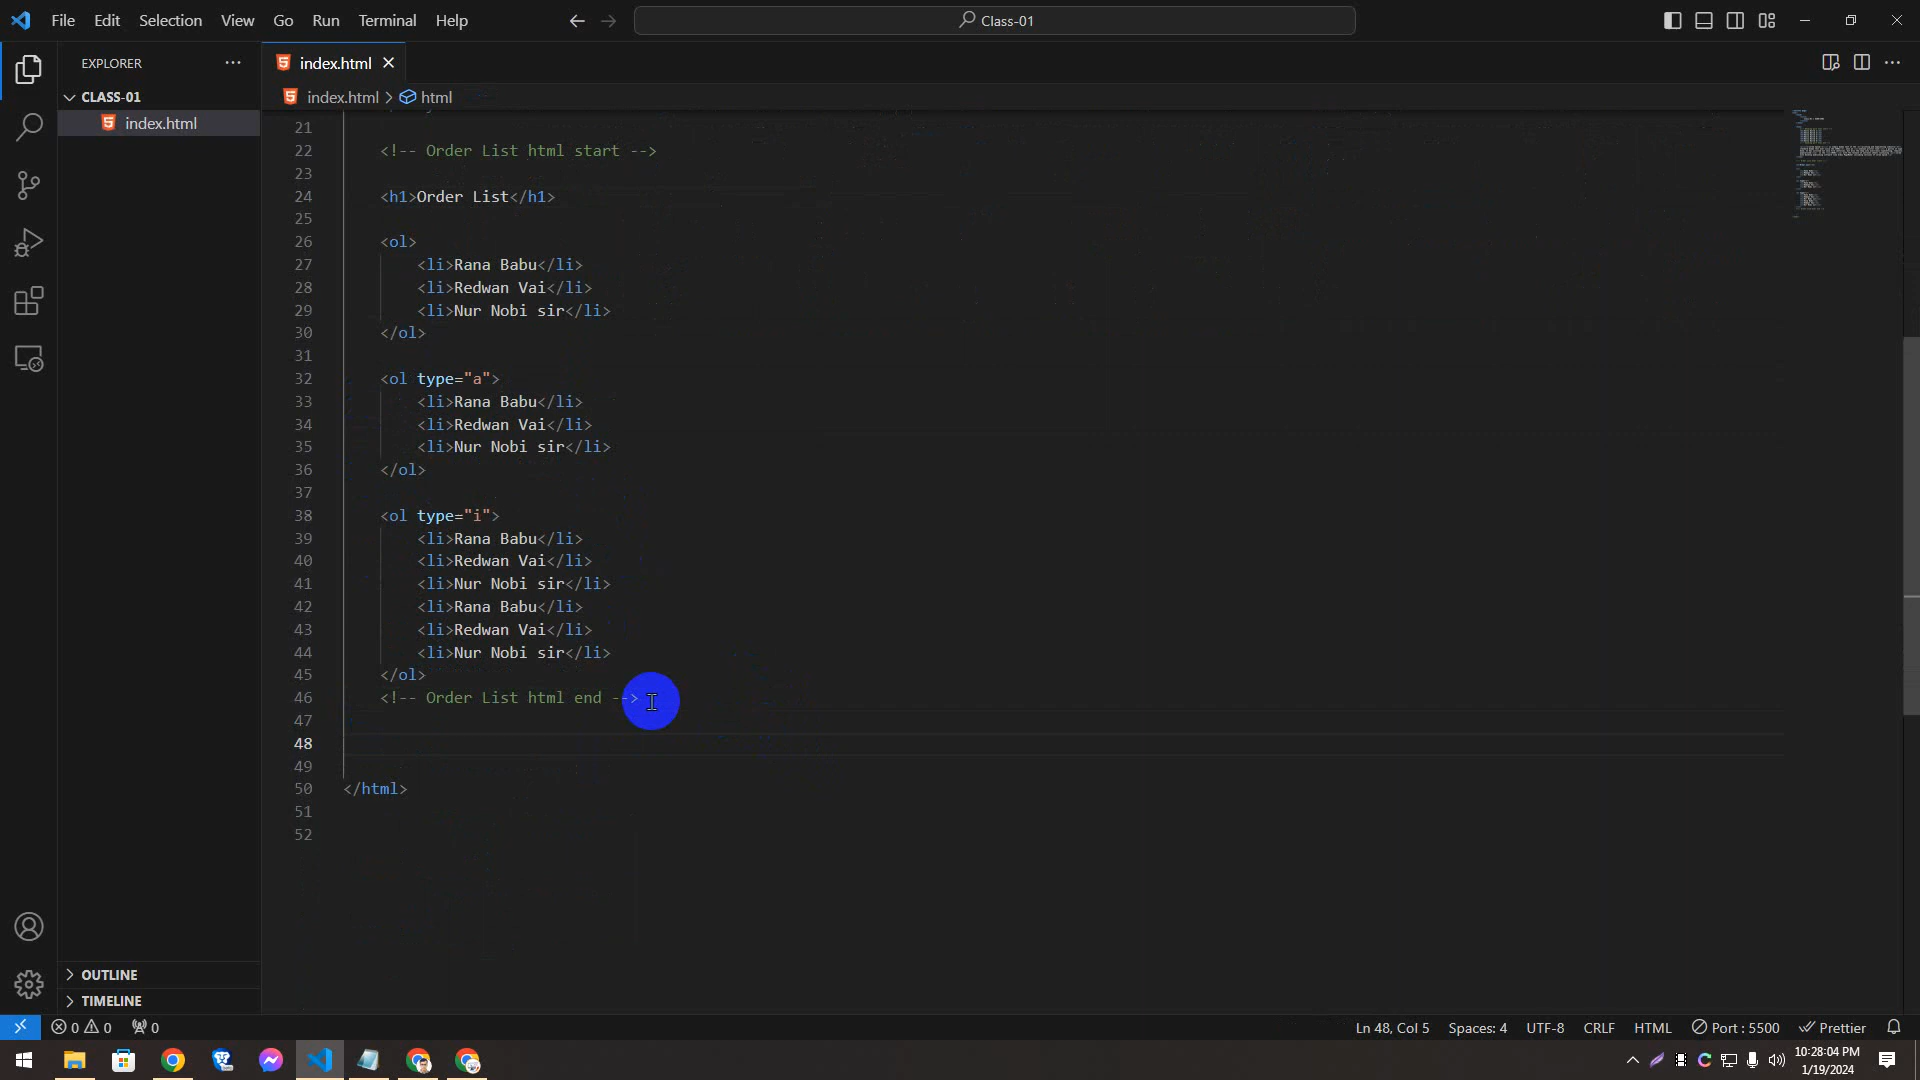 File Edit Selection View Go Run Terminal Help
Class-01
EXPLORER
index.html
CLASS-01
index.html > html
index.html
21
22 <!-- Order List html start -->
23
24 <h1>Order List</h1>
25
26 <ol>
27 <li>Rana Babu</li>
28 <li>Redwan Vai</li>
29 <li>Nur Nobi sir</li>
30 </ol>
31
32 <ol type="a">
33 <li>Rana Babu</li>
34 <li>Redwan Vai</li>
35 <li>Nur Nobi sir</li>
36 </ol>
37
38 <ol type="i">
39 <li>Rana Babu</li>
40 <li>Redwan Vai</li>
41 <li>Nur Nobi sir</li>
42 <li>Rana Babu</li>
43 <li>Redwan Vai</li>
44 <li>Nur Nobi sir</li>
45 </ol>
46 <!-- Order List html end -->
47
48
49
50 </html>
51
52
OUTLINE
TIMELINE
0 0 0
Ln 48, Col 5 Spaces: 4 UTF-8 CRLF HTML Port : 5500 Prettier
10:28:04 PM
1/19/2024